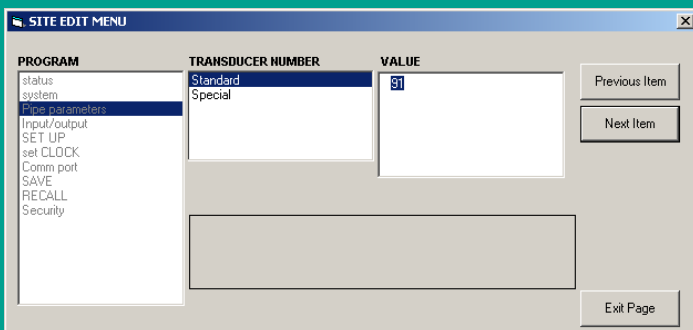 SITE EDIT MENU
PROGRAM
status
system
Pipe parameters
Input/output
SET UP
set CLOCK
Comm port
SAVE
RECALL
Security
TRANSDUCER NUMBER
Standard
Special
VALUE
91
Previous Item
Next Item
Exit Page